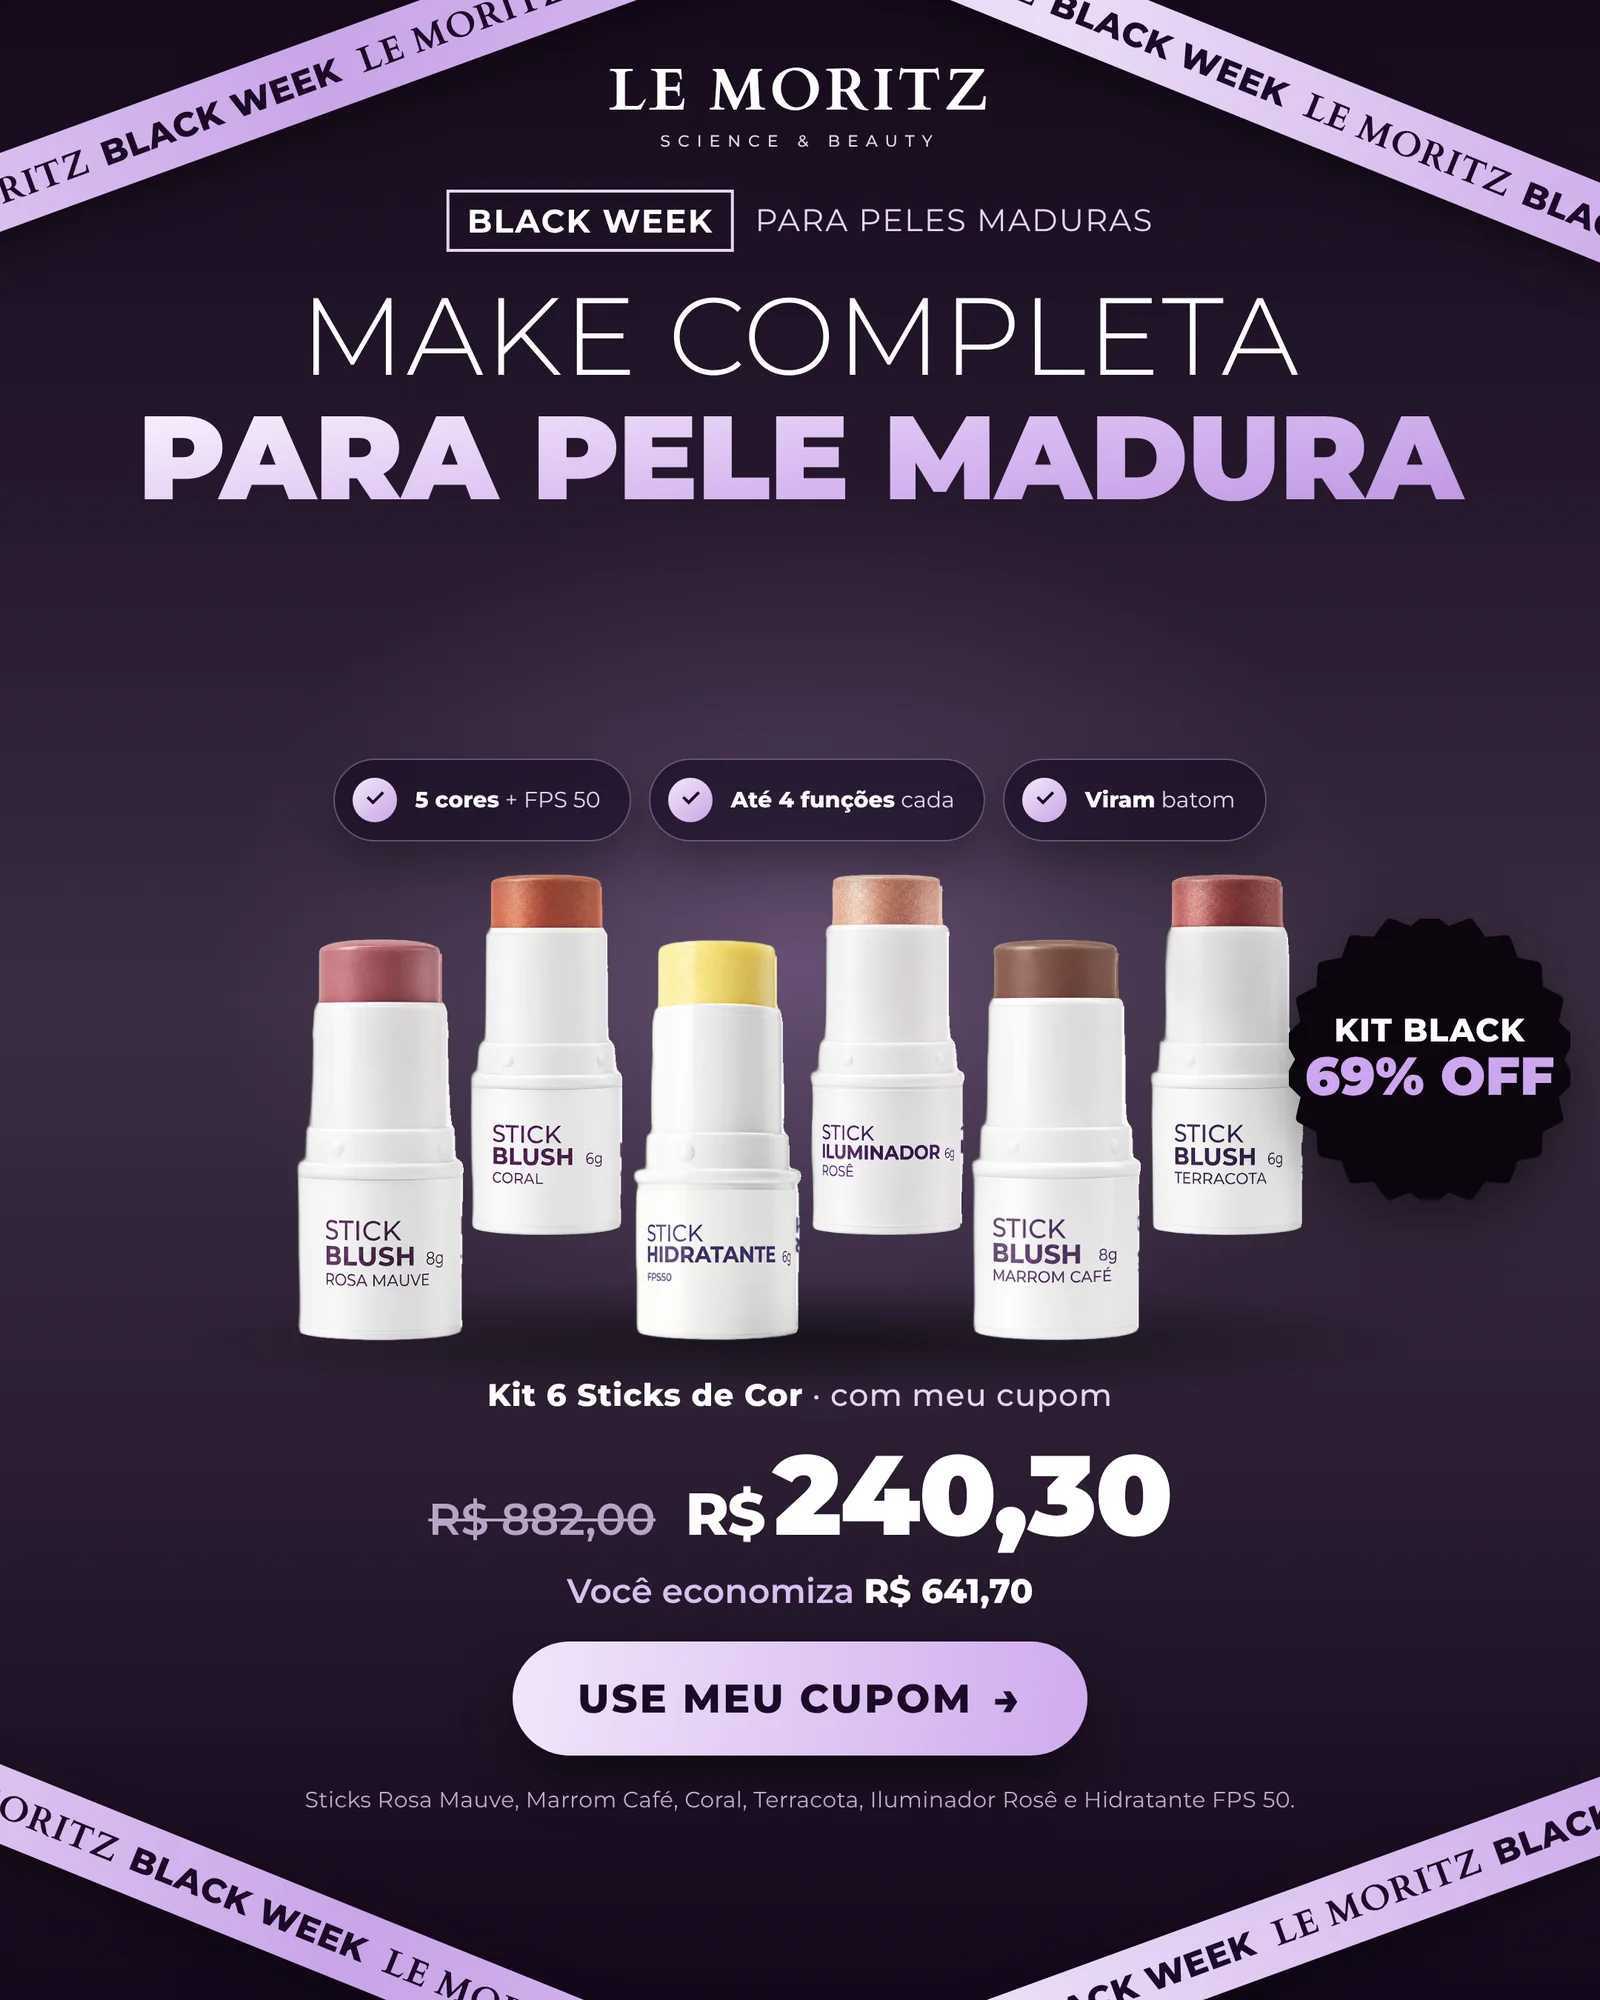 RITZ BLACK WEEK LE MORITZ
LE BLACK WEEK LE MORITZ BLACK
LE MORITZ
SCIENCE & BEAUTY
BLACK WEEK PARA PELES MADURAS
MAKE COMPLETA
PARA PELE MADURA
5 cores + FPS 50
Até 4 funções cada
Viram batom
KIT BLACK
69% OFF
STICK
BLUSH 6g
CORAL
STICK
ILUMINADOR 6g
ROSÊ
STICK
BLUSH 6g
TERRACOTA
STICK
BLUSH 8g
ROSA MAUVE
STICK
HIDRATANTE 6g
FPS50
STICK
BLUSH 8g
MARROM CAFÉ
Kit 6 Sticks de Cor · com meu cupom
R$ 882,00 R$ 240,30
Você economiza R$ 641,70
USE MEU CUPOM →
Sticks Rosa Mauve, Marrom Café, Coral, Terracota, Iluminador Rosê e Hidratante FPS 50.
ORITZ BLACK WEEK LE MO
ACK WEEK LE MORITZ BLACK